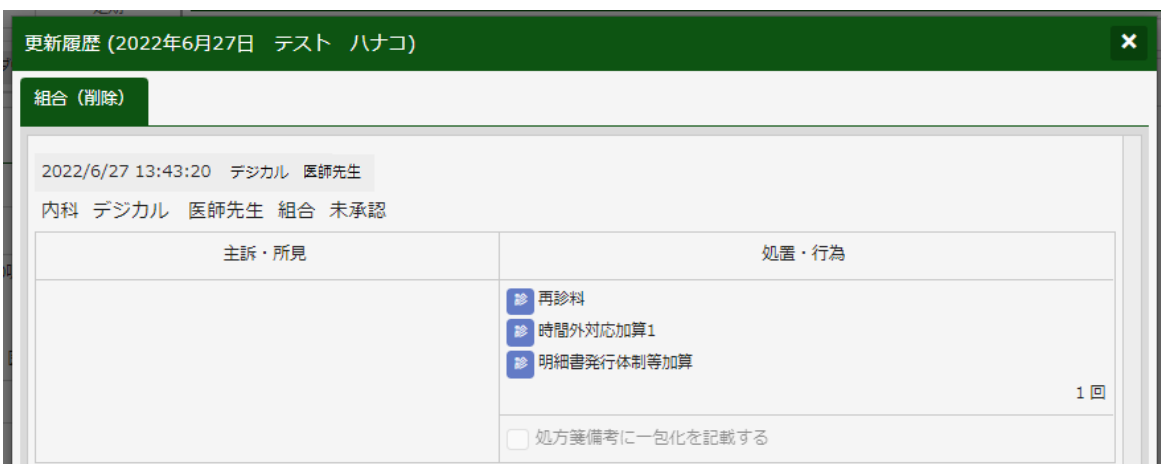 更新履歴 (2022年6月27日　テスト　ハナコ)
組合（削除）
2022/6/27 13:43:20　デジカル　医師先生
内科 デジカル　医師先生 組合 未承認
主訴・所見　処置・行為
診 再診料
診 時間外対応加算1
診 明細書発行体制等加算
1 回
処方箋備考に一包化を記載する